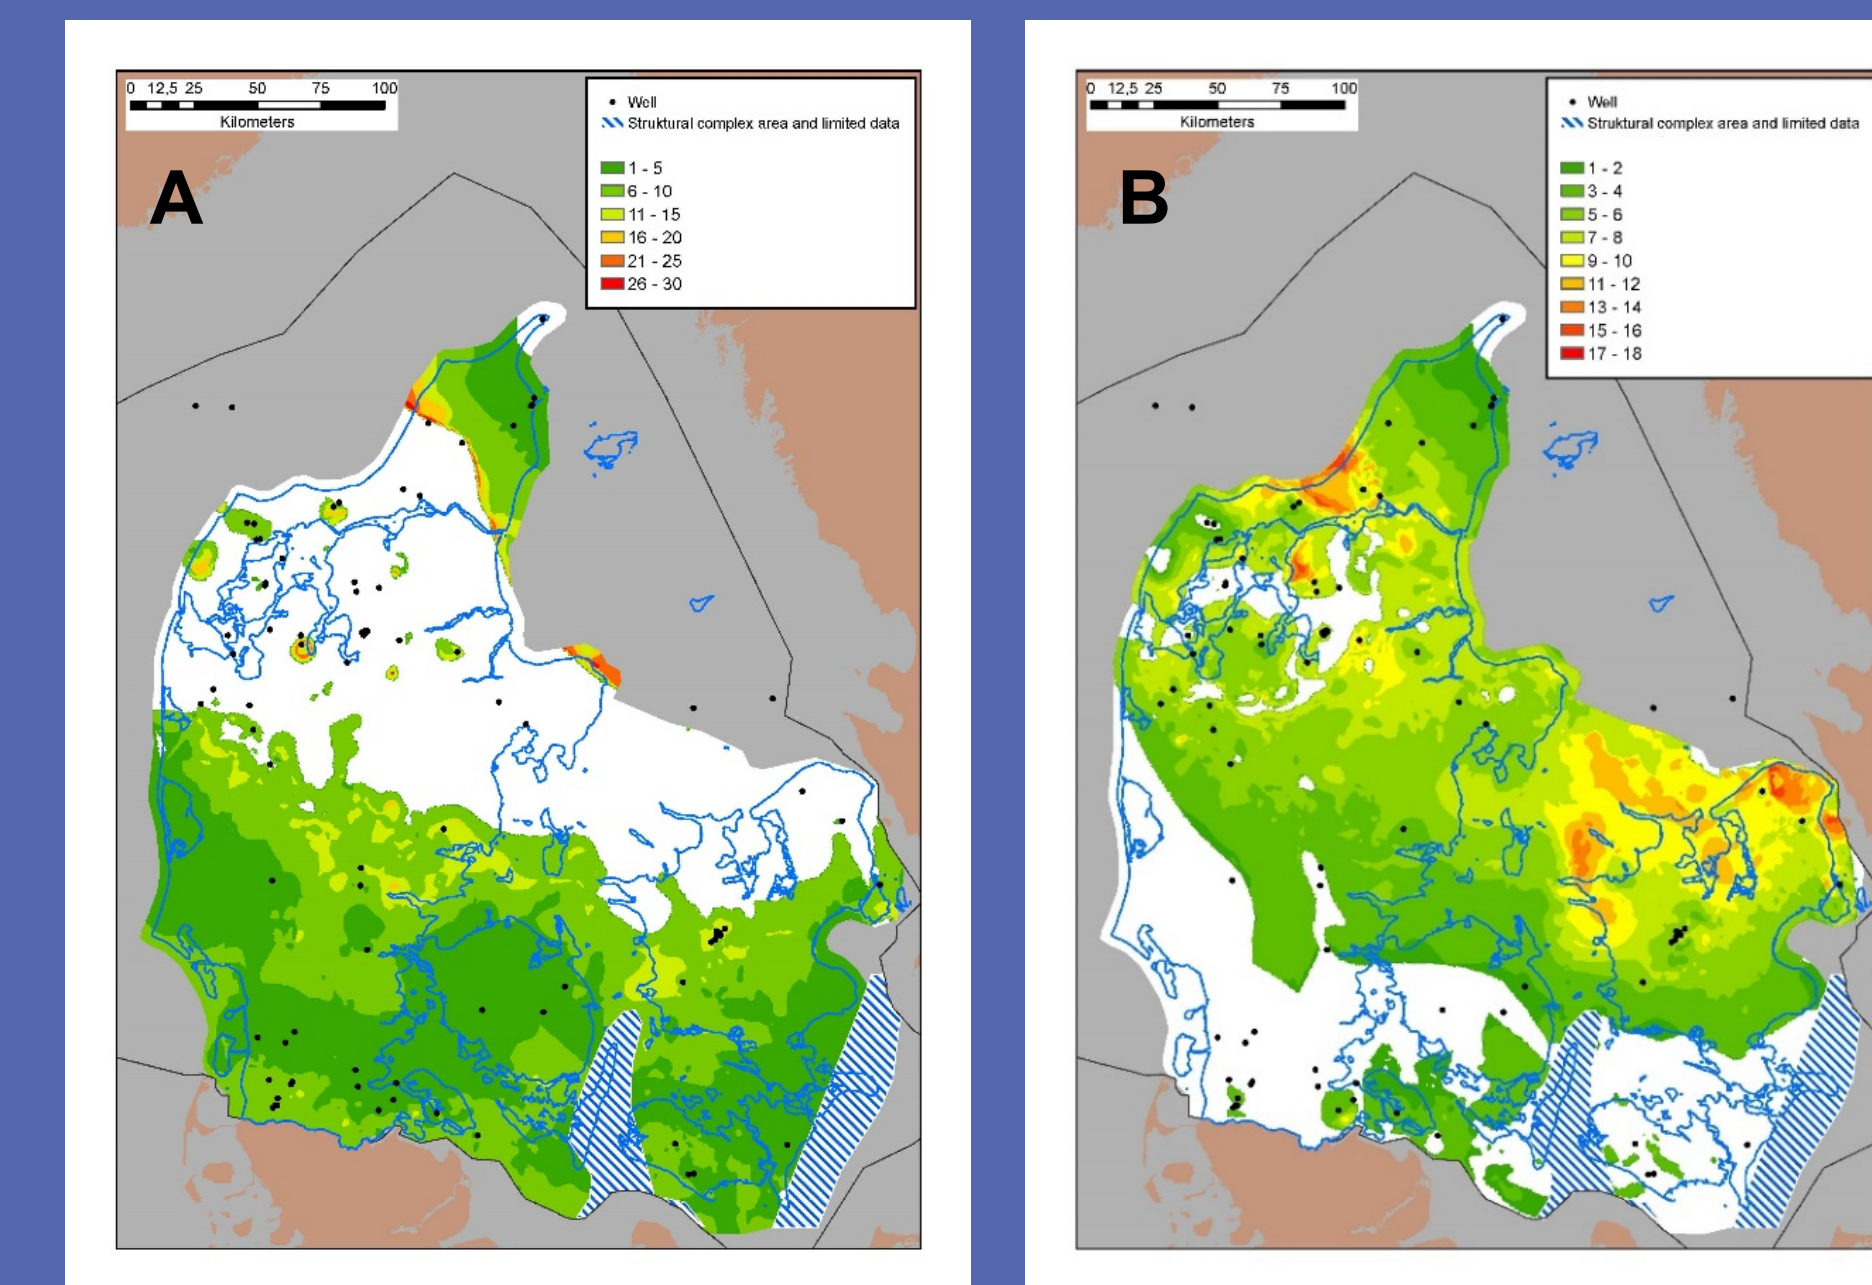 0 12,5 25 50 75 100
Kilometers
A
Well
Struktural complex area and limited data
1 - 5
6 - 10
11 - 15
16 - 20
21 - 25
26 - 30
0 12,5 25 50 75 100
Kilometers
B
Well
Struktural complex area and limited data
1 - 2
3 - 4
5 - 6
7 - 8
9 - 10
11 - 12
13 - 14
15 - 16
17 - 18